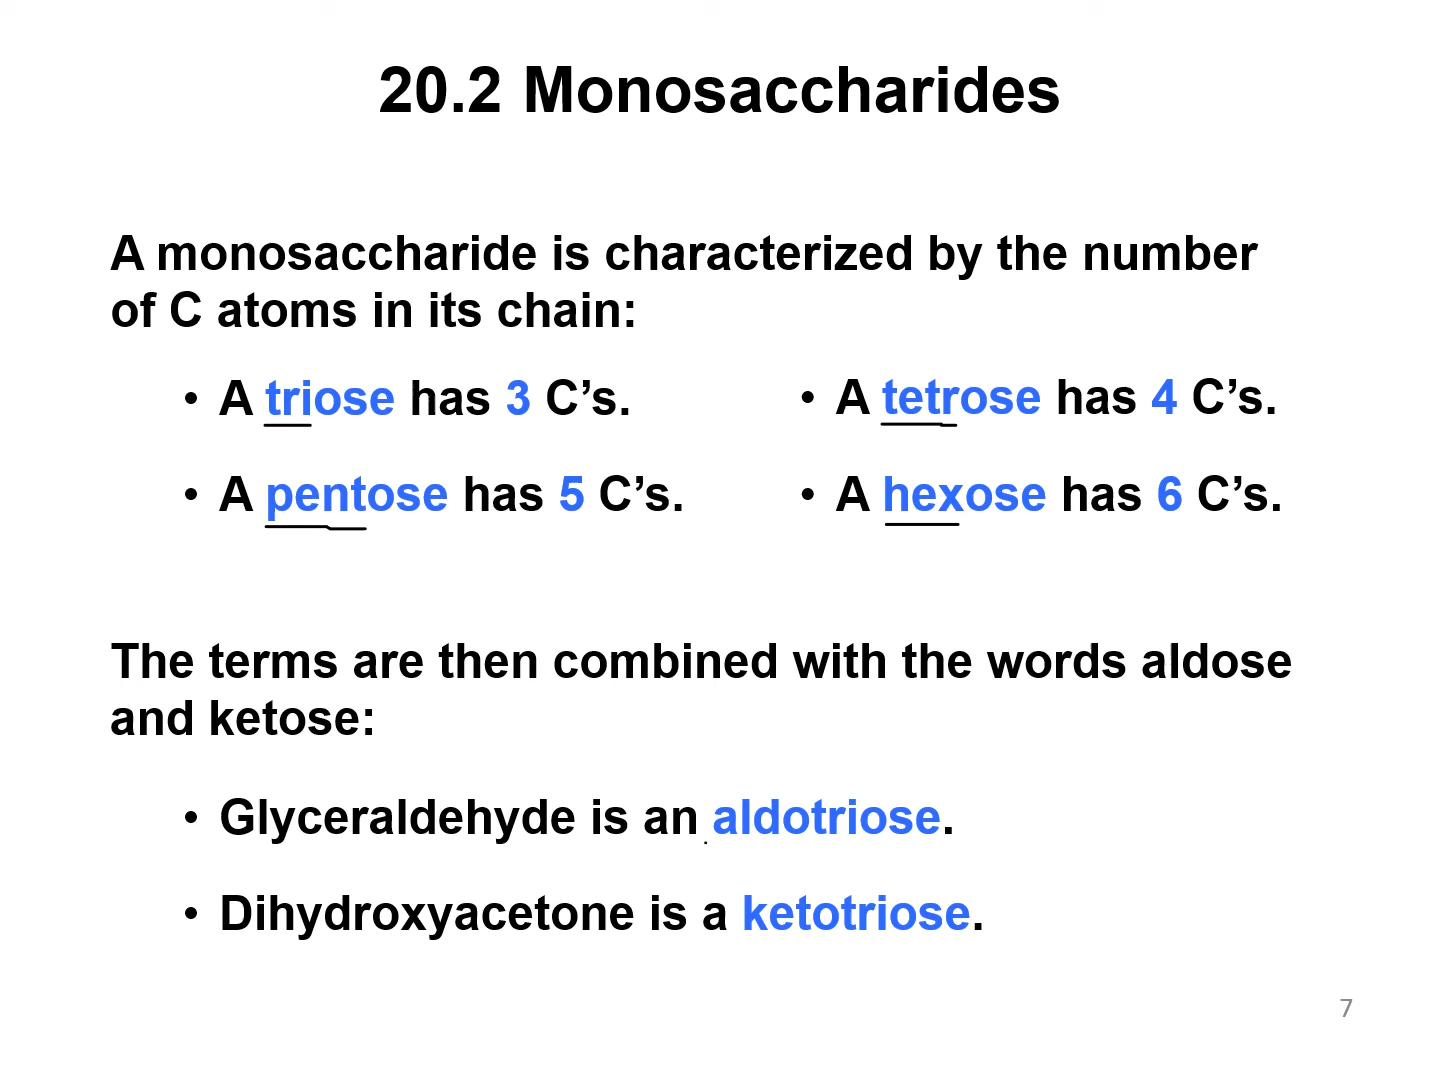 20.2 Monosaccharides
A monosaccharide is characterized by the number
of C atoms in its chain:
• A triose has 3 C’s.
• A tetrose has 4 C’s.
• A pentose has 5 C’s.
• A hexose has 6 C’s.
The terms are then combined with the words aldose
and ketose:
• Glyceraldehyde is an aldotriose.
• Dihydroxyacetone is a ketotriose.
7